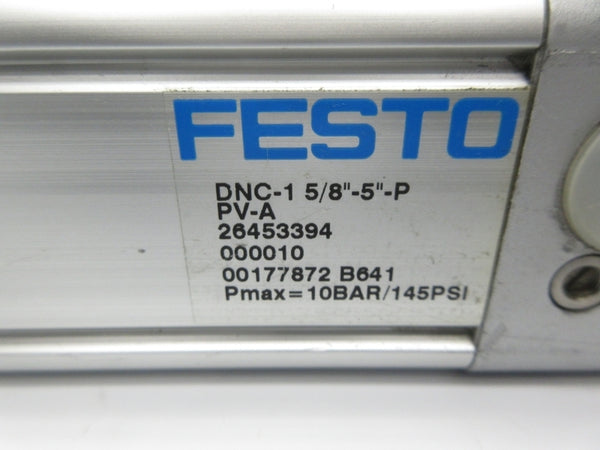 FESTO
DNC-1 5/8"-5"-P
PV-A
26453394
000010
00177872 B641
Pmax=10BAR/145PSI